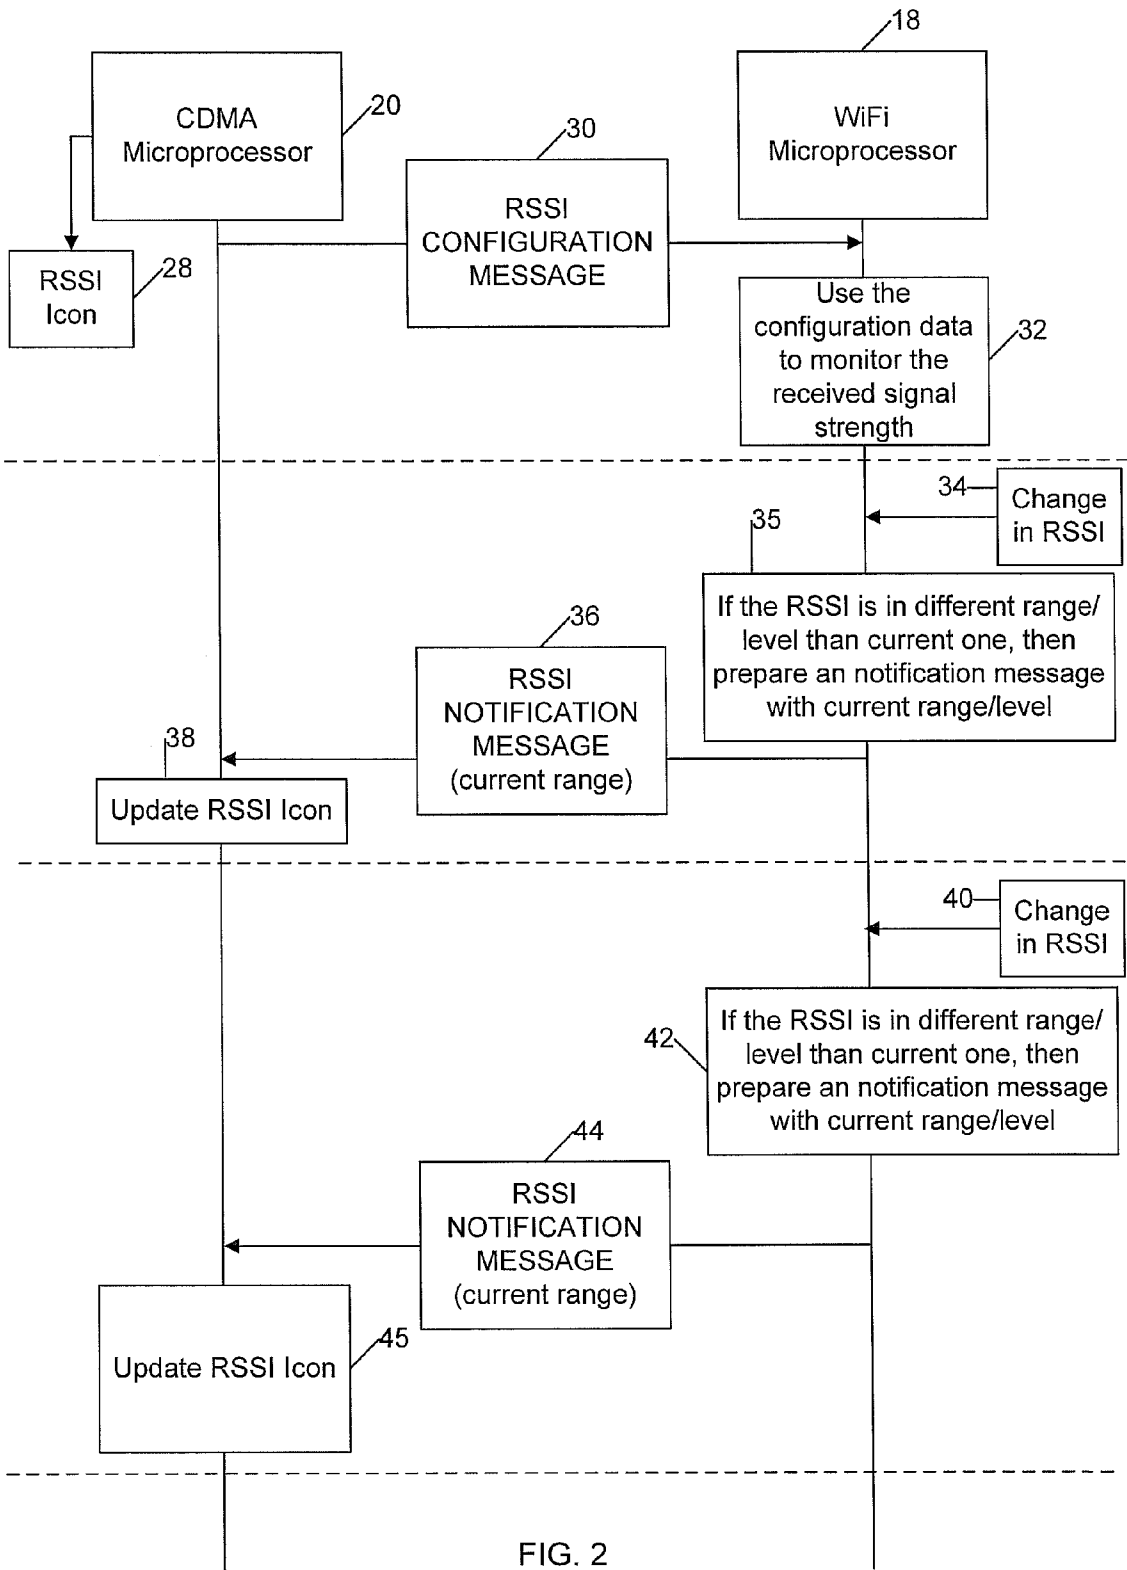 18
CDMA
Microprocessor
20
WiFi
Microprocessor
30
RSSI
CONFIGURATION
MESSAGE
RSSI
Icon
28
Use the
configuration data
to monitor the
received signal
strength
32
34
Change
in RSSI
35
If the RSSI is in different range/
level than current one, then
prepare an notification message
with current range/level
36
RSSI
NOTIFICATION
MESSAGE
(current range)
38
Update RSSI Icon
40
Change
in RSSI
42
If the RSSI is in different range/
level than current one, then
prepare an notification message
with current range/level
44
RSSI
NOTIFICATION
MESSAGE
(current range)
45
Update RSSI Icon
FIG. 2